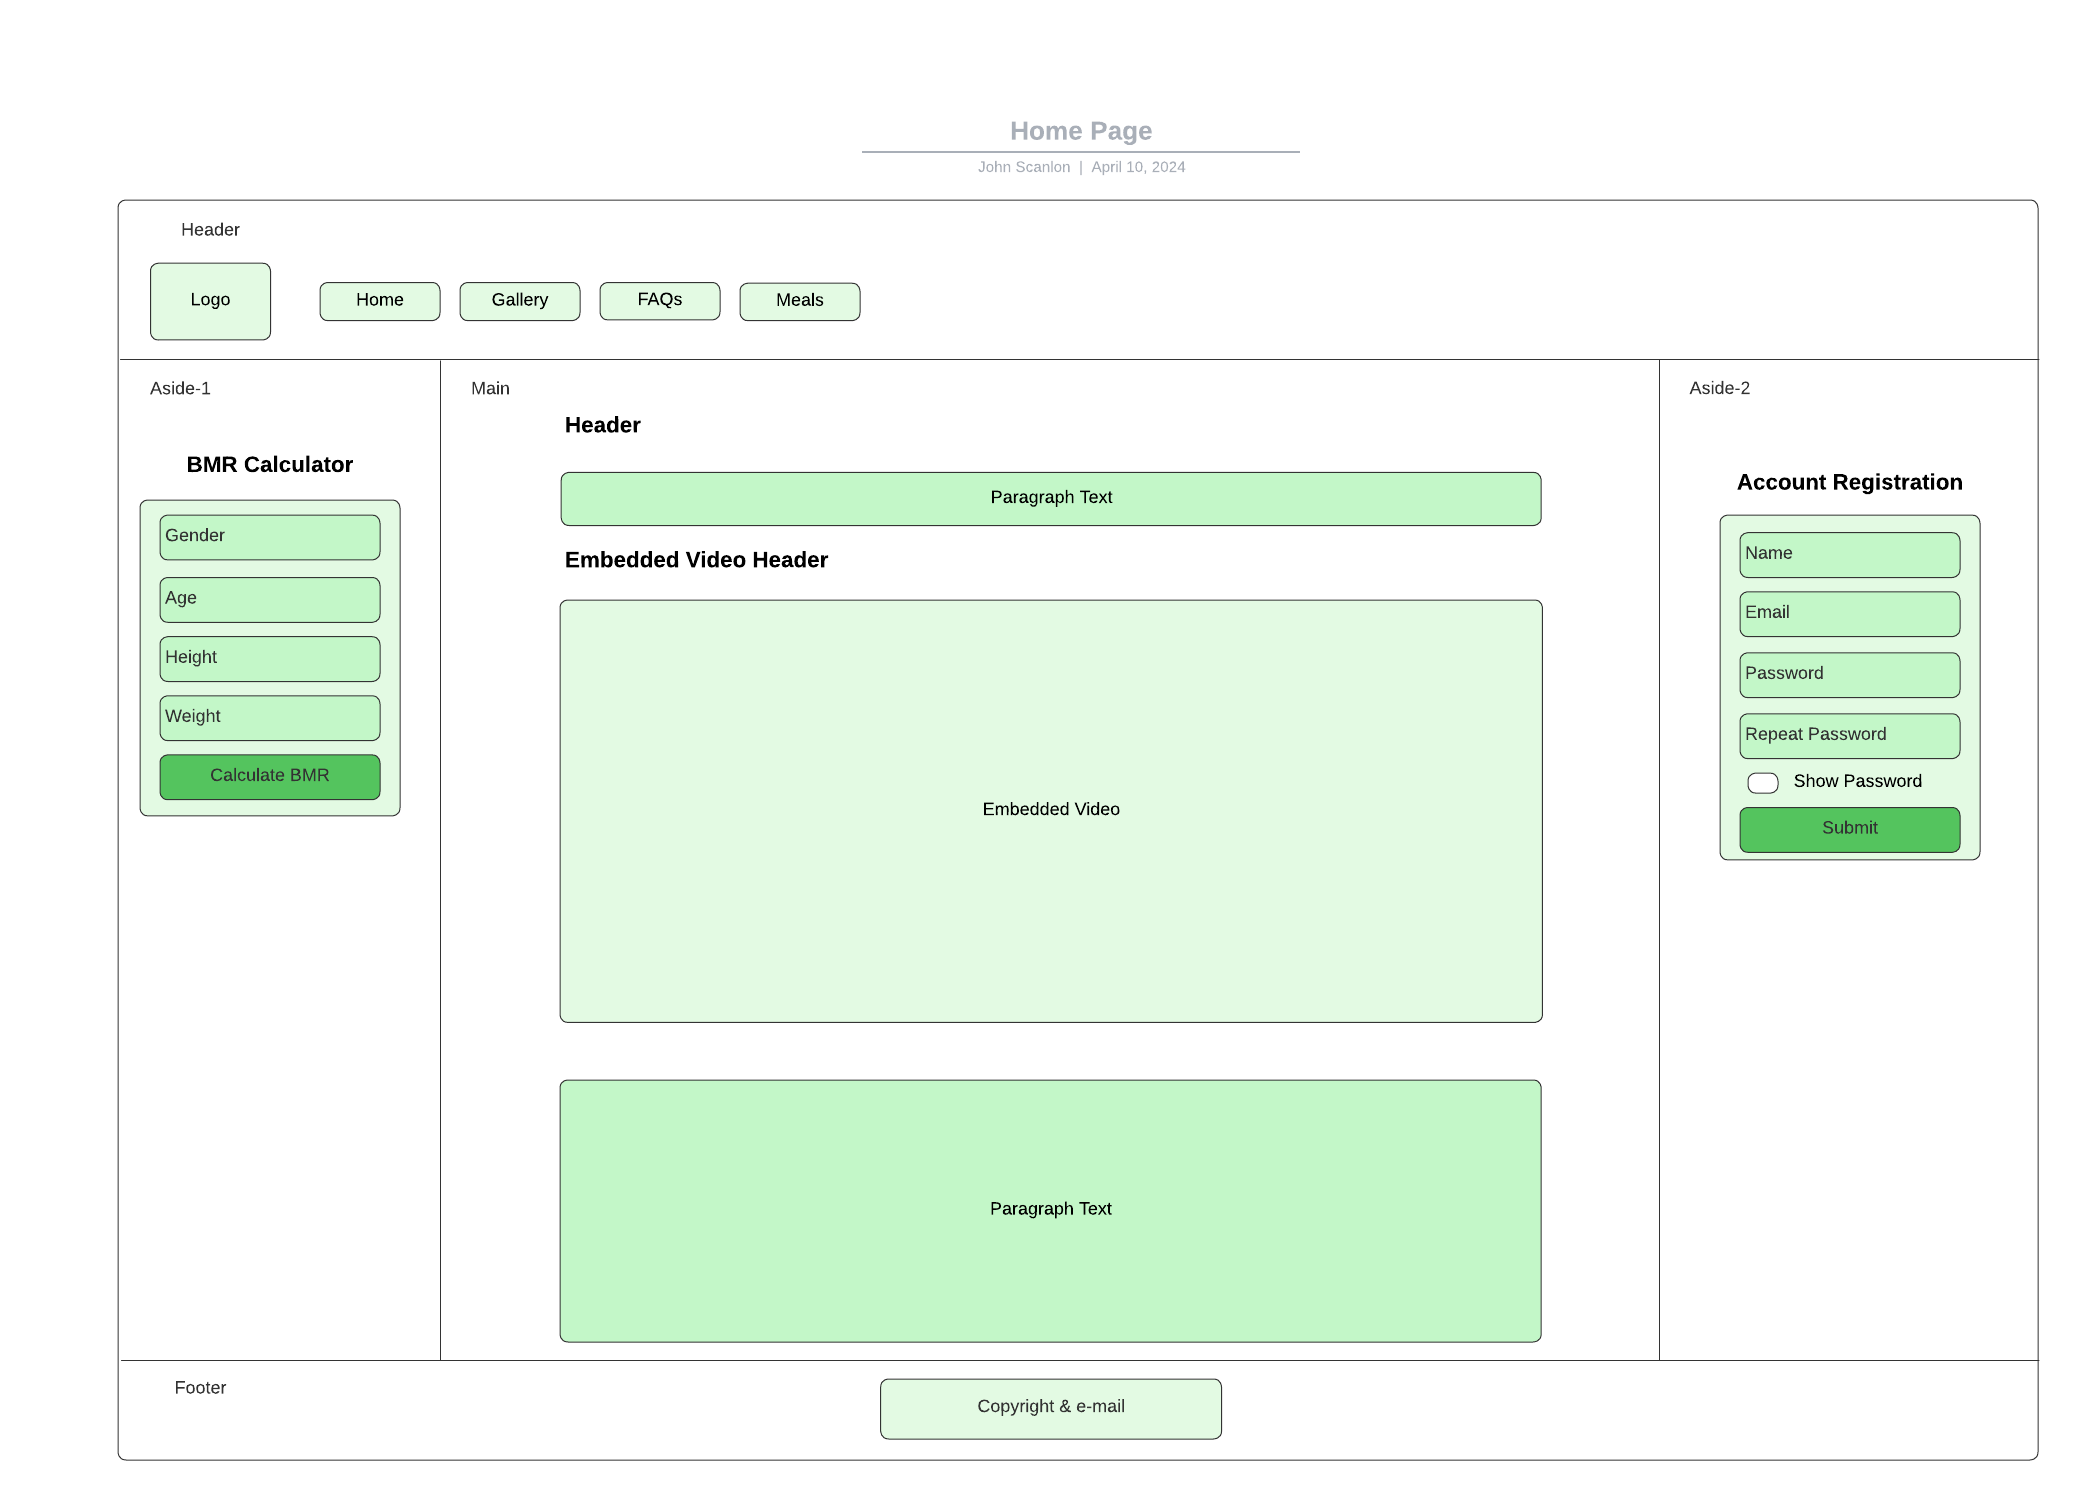 Home Page
John Scanlon | April 10, 2024
Header
Logo
Home
Gallery
FAQs
Meals
Aside-1
BMR Calculator
Gender
Age
Height
Weight
Calculate BMR
Main
Header
Paragraph Text
Embedded Video Header
Embedded Video
Paragraph Text
Aside-2
Account Registration
Name
Email
Password
Repeat Password
Show Password
Submit
Footer
Copyright & e-mail